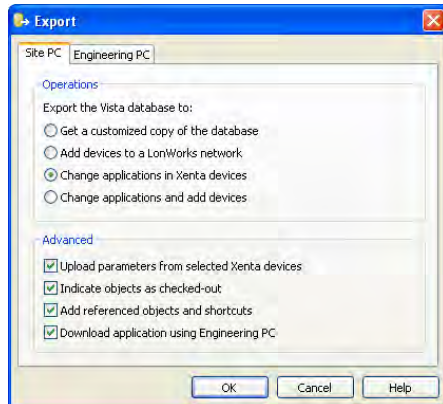 Export
Site PC Engineering PC
Operations
Export the Vista database to:
Get a customized copy of the database
Add devices to a LonWorks network
Change applications in Xenta devices
Change applications and add devices
Advanced
Upload parameters from selected Xenta devices
Indicate objects as checked-out
Add referenced objects and shortcuts
Download application using Engineering PC
OK Cancel Help